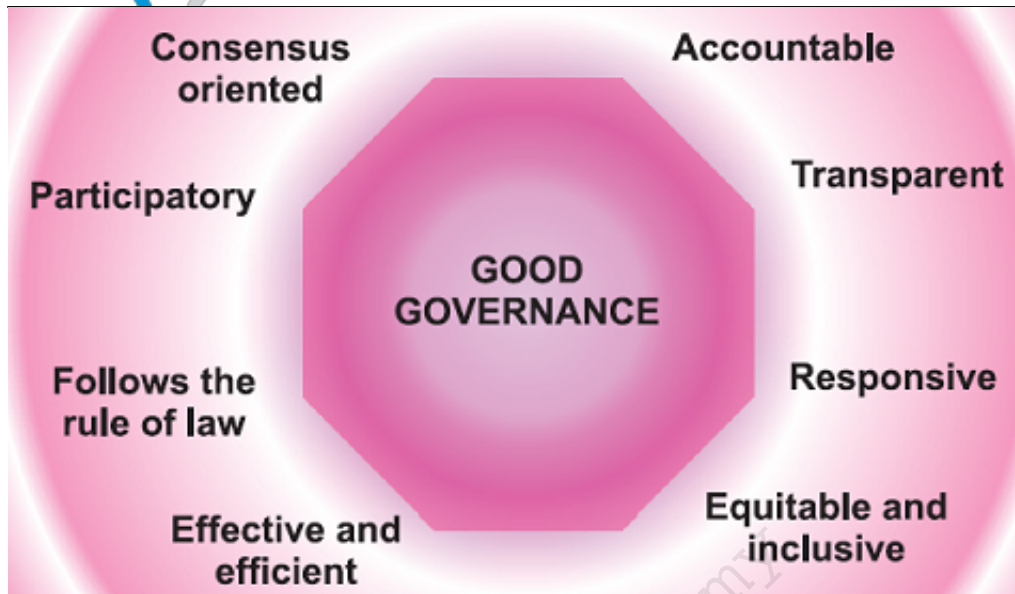 Consensus
oriented
Accountable
Participatory
Transparent
GOOD
GOVERNANCE
Follows the
rule of law
Responsive
Effective and
efficient
Equitable and
inclusive
my